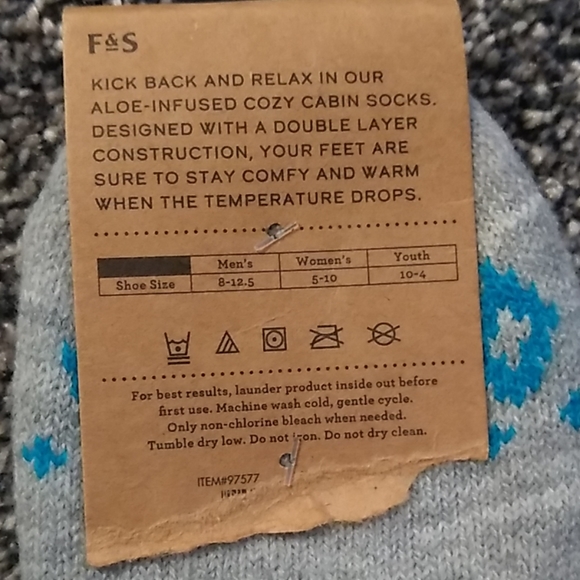 F&S
KICK BACK AND RELAX IN OUR
ALOE-INFUSED COZY CABIN SOCKS.
DESIGNED WITH A DOUBLE LAYER
CONSTRUCTION, YOUR FEET ARE
SURE TO STAY COMFY AND WARM
WHEN THE TEMPERATURE DROPS.
Men's Women's Youth
Shoe Size 8-12.5 5-10 10-4
For best results, launder product inside out before
first use. Machine wash cold, gentle cycle.
Only non-chlorine bleach when needed.
Tumble dry low. Do not iron. Do not dry clean.
ITEM#97577